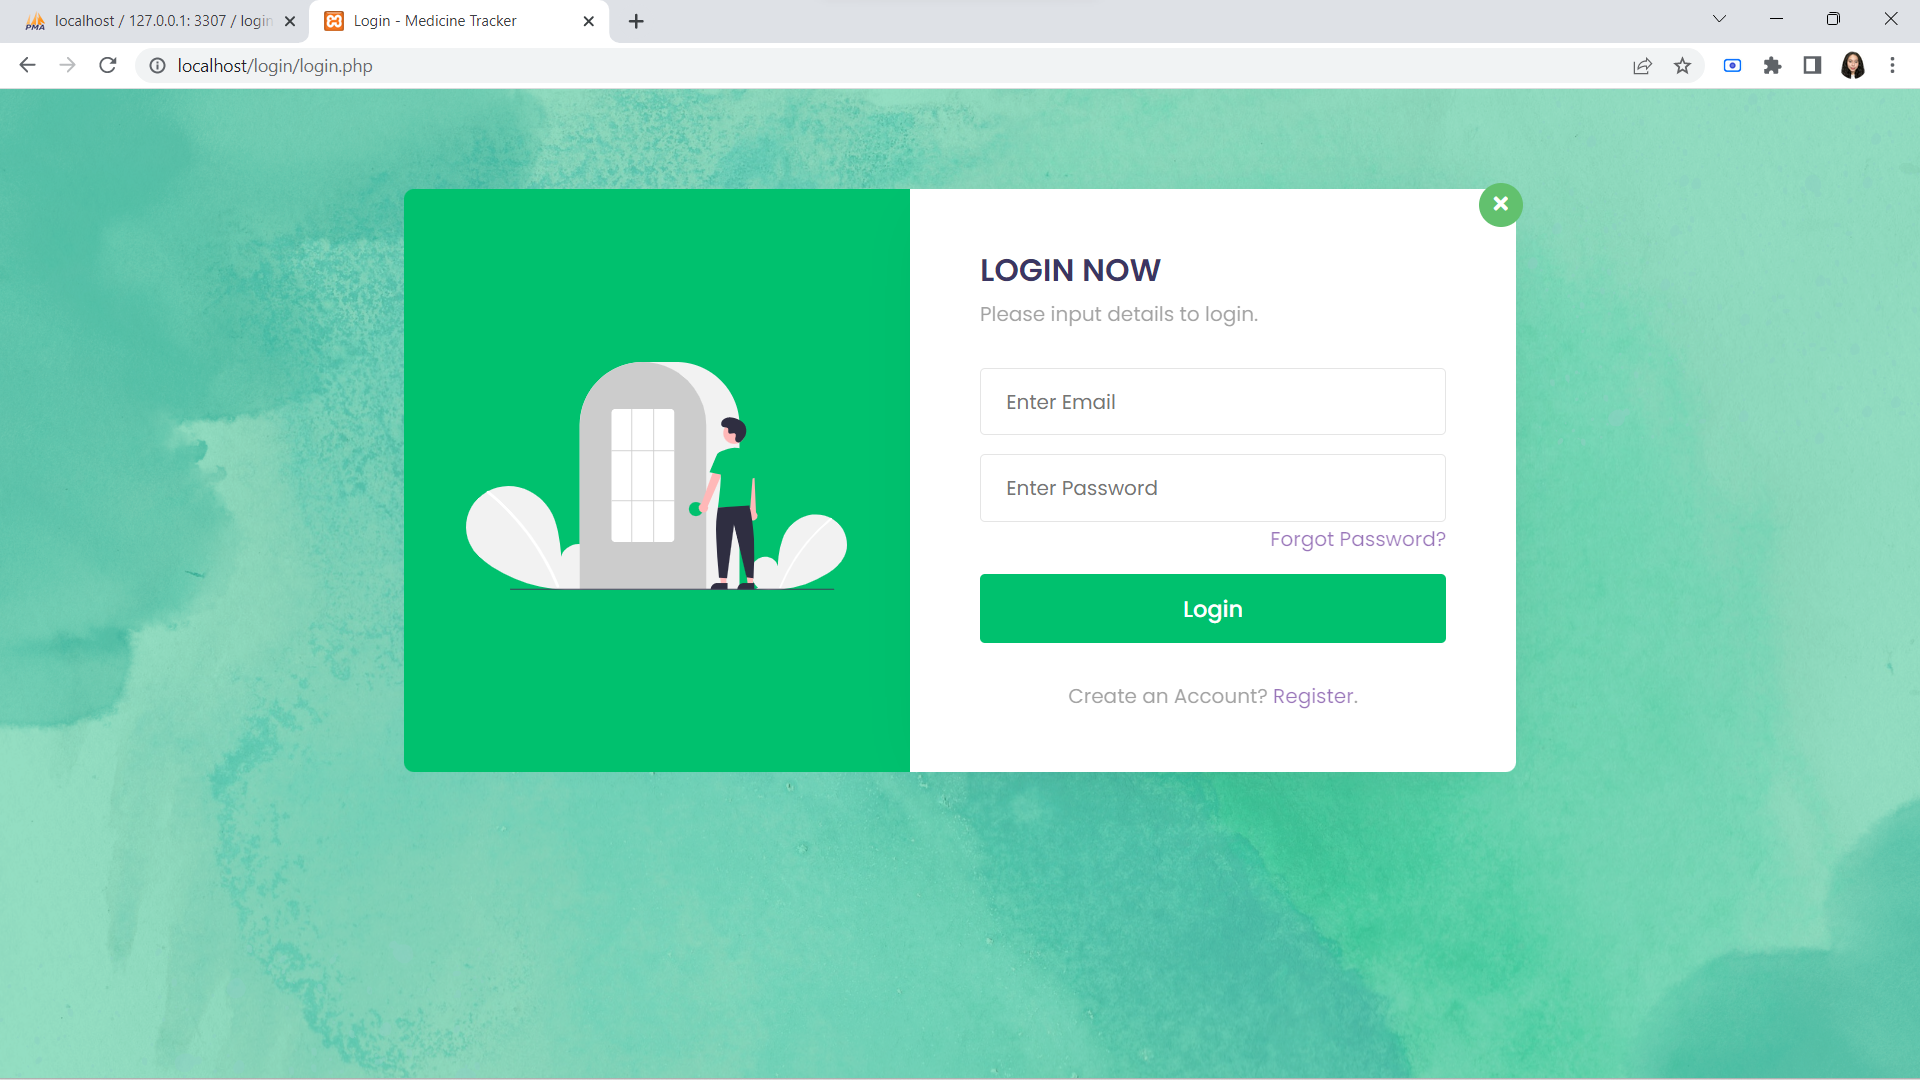 PMA
localhost / 127.0.0.1: 3307 / login
Login - Medicine Tracker
localhost/login/login.php
LOGIN NOW
Please input details to login.
Enter Email
Enter Password
Forgot Password?
Login
Create an Account? Register.